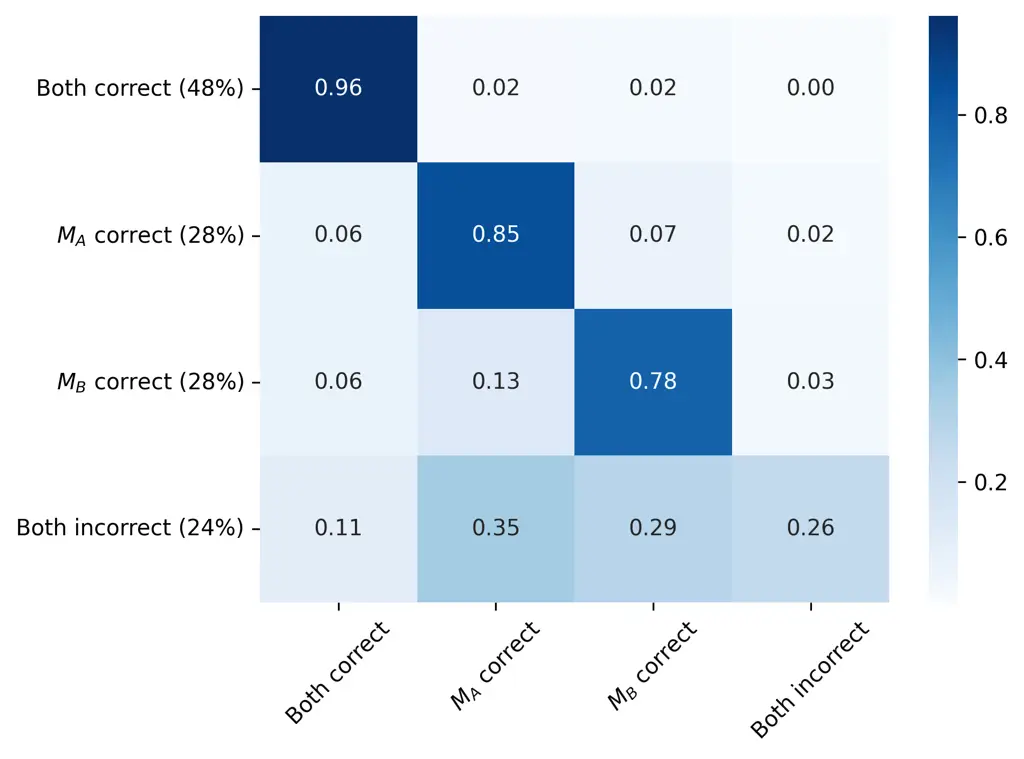 Both correct (48%) 0.96 0.02 0.02 0.00
M_A correct (28%) 0.06 0.85 0.07 0.02
M_B correct (28%) 0.06 0.13 0.78 0.03
Both incorrect (24%) 0.11 0.35 0.29 0.26
Both correct M_A correct M_B correct Both incorrect
0.8
0.6
0.4
0.2